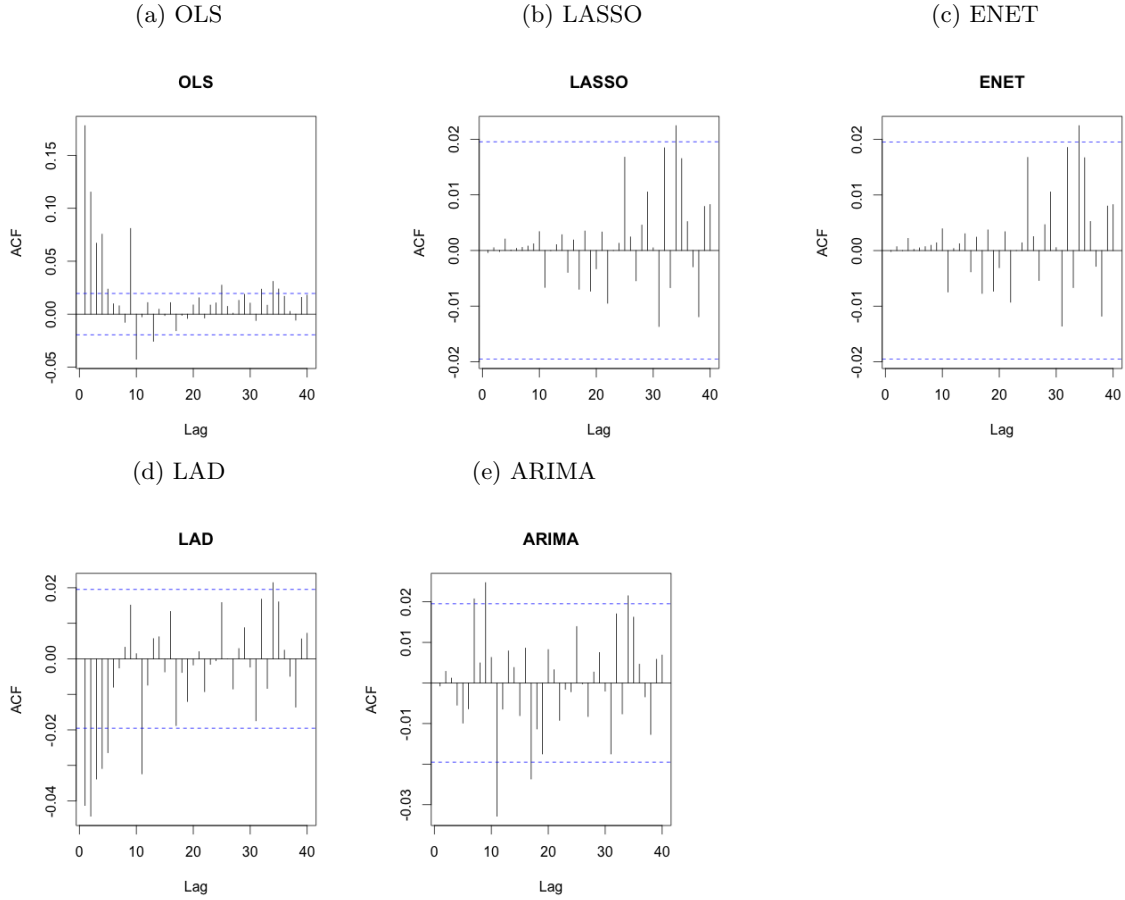 (a) OLS (b) LASSO (c) ENET
OLS LASSO ENET
ACF
0.15
0.10
0.05
0.00
-0.05
0 10 20 30 40
Lag
ACF
0.02
0.01
0.00
-0.01
-0.02
0 10 20 30 40
Lag
ACF
0.02
0.01
0.00
-0.01
-0.02
0 10 20 30 40
Lag
(d) LAD (e) ARIMA
LAD ARIMA
ACF
0.02
0.00
-0.02
-0.04
0 10 20 30 40
Lag
ACF
0.02
0.01
-0.01
-0.03
0 10 20 30 40
Lag